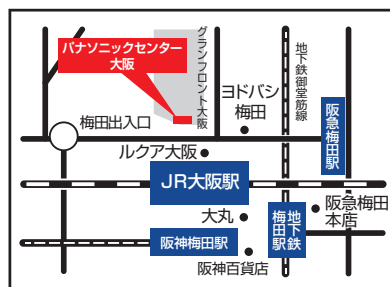 パナソニックセンター
大阪
グランフロント大阪
ヨドバシ
梅田
地下鉄御堂筋線
阪急梅田駅
梅田出入口
ルクア大阪
JR大阪駅
大丸
地下鉄
梅田駅
阪急梅田
本店
阪神梅田駅
阪神百貨店